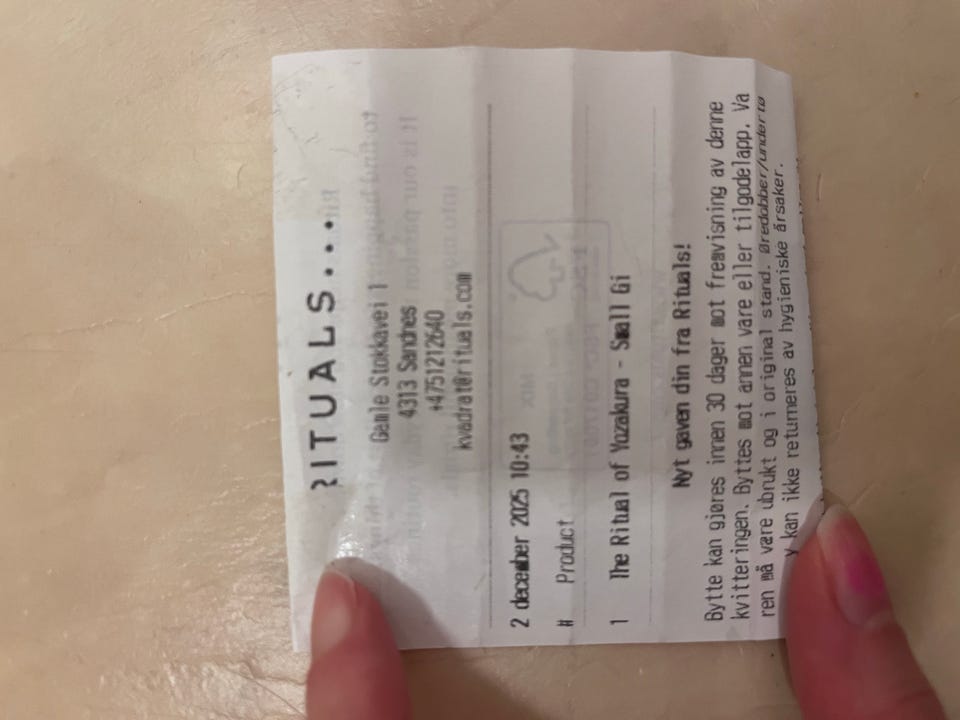 RITUALS...
Gamle Stokkavei 1
4313 Sandnes
+4751212640
kvadrat@rituals.com
2 december 2025 10:43
# Product
1 The Ritual of Yozakura - Small Gi
Nyt gaven din fra Rituals!
Bytte kan gjøres innen 30 dager mot fremvisning av denne
kvitteringen. Byttes mot annen vare eller tilgodelapp. Va
ren må være ubrukt og i original stand. Øredobber/undertø
y kan ikke returneres av hygieniske årsaker.